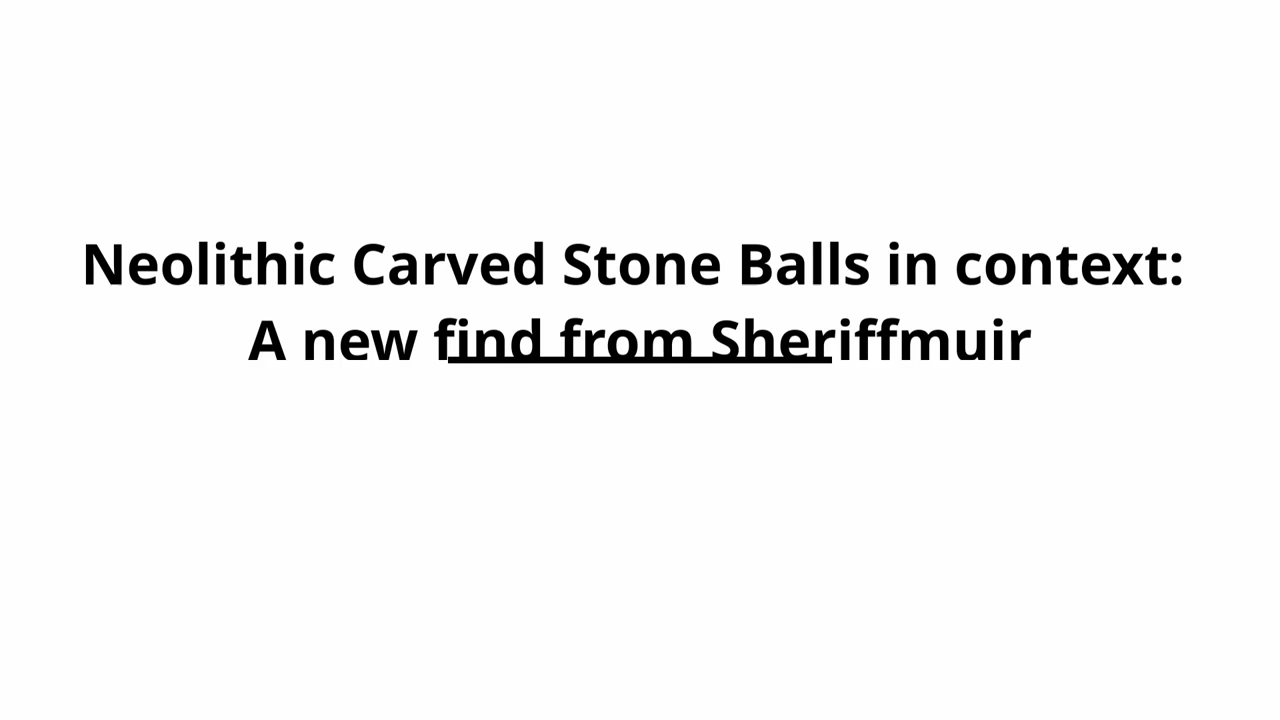 Neolithic Carved Stone Balls in context:
A new find from Sheriffmuir